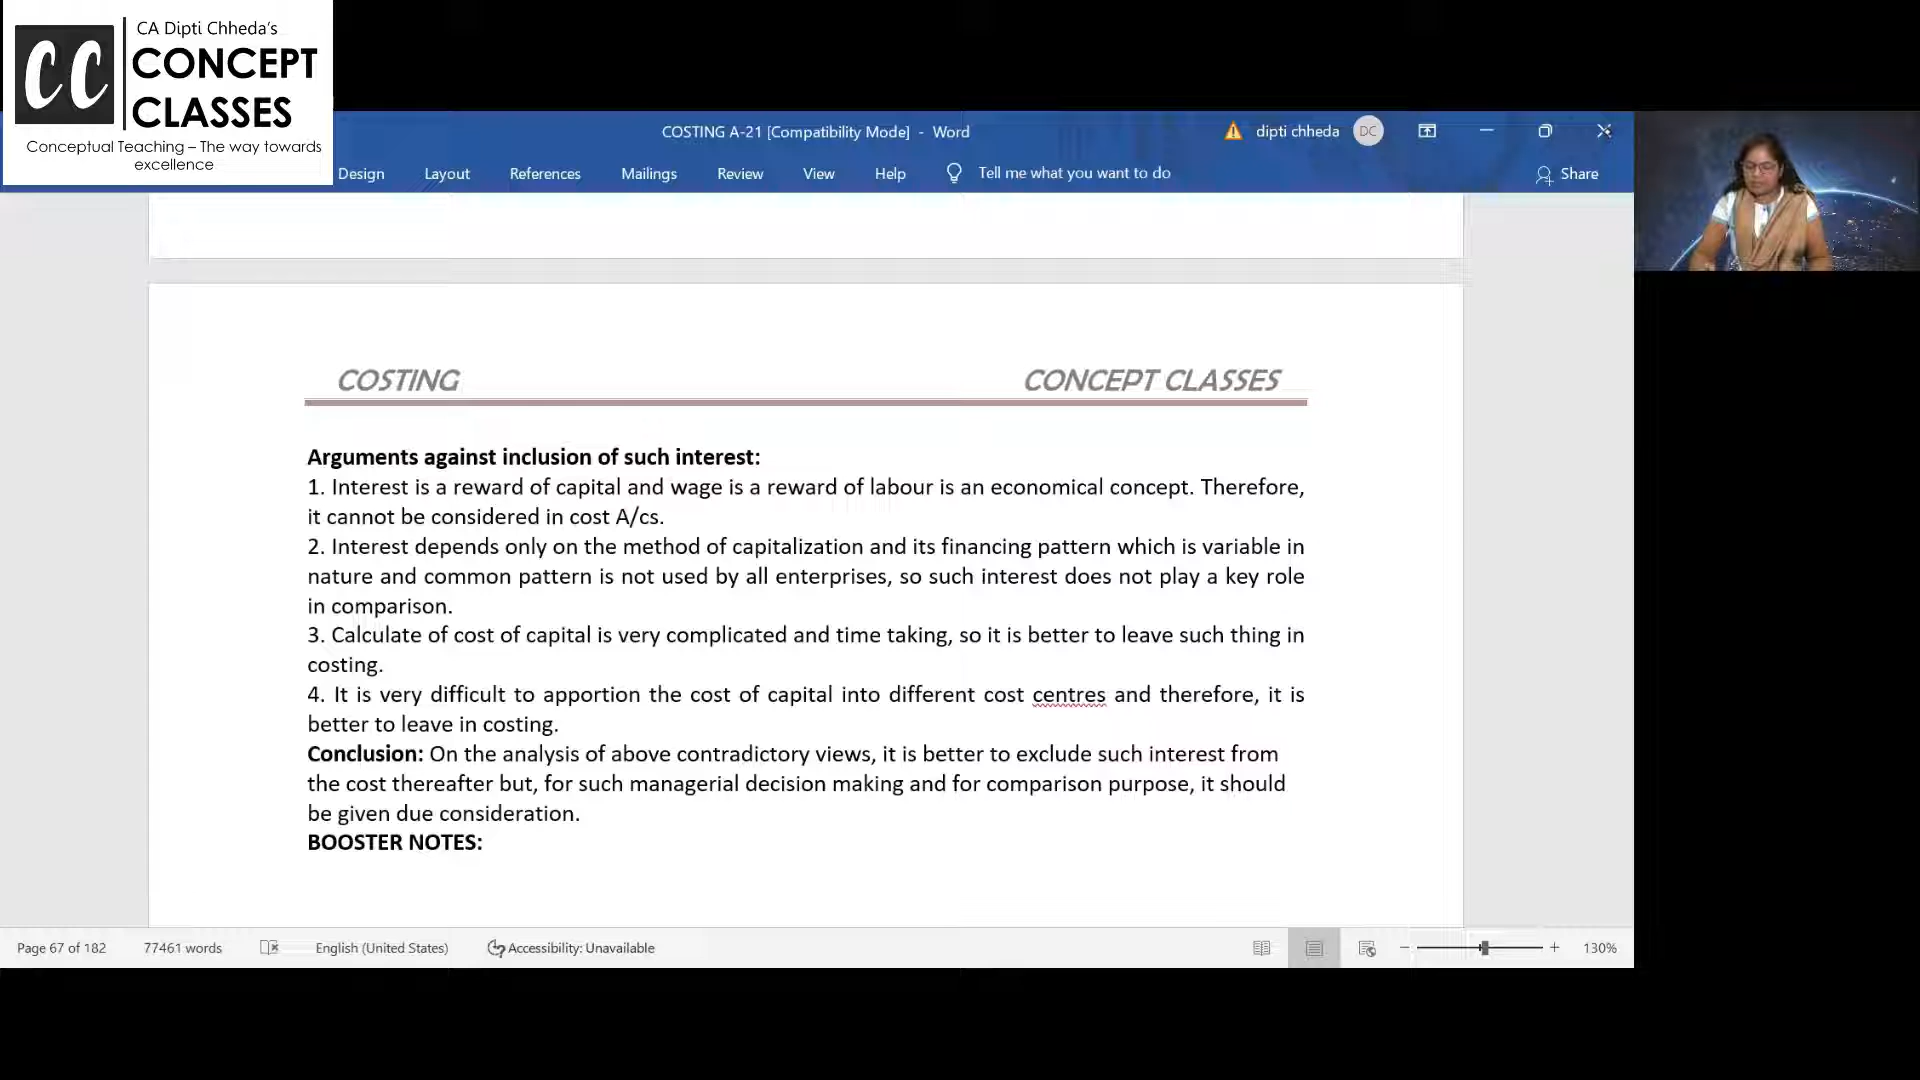 CC
CA Dipti Chheda's
CONCEPT
CLASSES
Conceptual Teaching – The way towards
excellence
COSTING A-21 [Compatibility Mode] - Word
dipti chheda
DC
Design
Layout
References
Mailings
Review
View
Help
Tell me what you want to do
Share
COSTING
CONCEPT CLASSES
Arguments against inclusion of such interest:
1. Interest is a reward of capital and wage is a reward of labour is an economical concept. Therefore,
it cannot be considered in cost A/cs.
2. Interest depends only on the method of capitalization and its financing pattern which is variable in
nature and common pattern is not used by all enterprises, so such interest does not play a key role
in comparison.
3. Calculate of cost of capital is very complicated and time taking, so it is better to leave such thing in
costing.
4. It is very difficult to apportion the cost of capital into different cost centres and therefore, it is
better to leave in costing.
Conclusion: On the analysis of above contradictory views, it is better to exclude such interest from
the cost thereafter but, for such managerial decision making and for comparison purpose, it should
be given due consideration.
BOOSTER NOTES:
Page 67 of 182
77461 words
English (United States)
Accessibility: Unavailable
130%